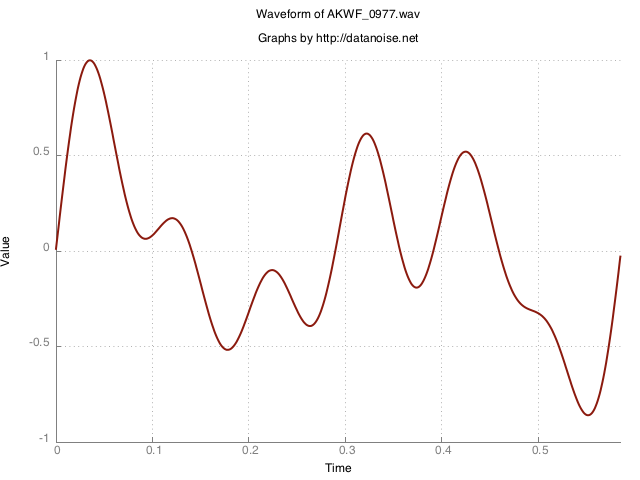 Waveform of AKWF_0977.wav
Graphs by http://datanoise.net
1
0.5
0
-0.5
-1
Value
0 0.1 0.2 0.3 0.4 0.5
Time